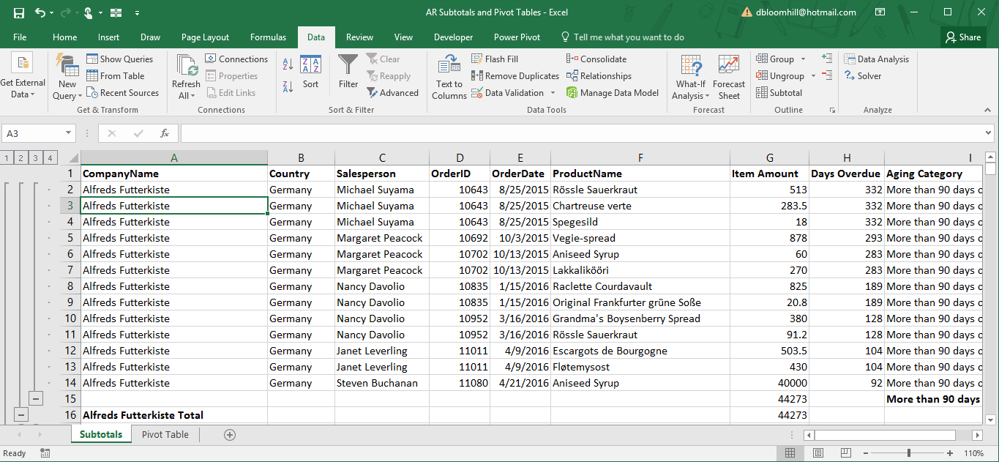 AR Subtotals and Pivot Tables - Excel dbloomhill@hotmail.com
File Home Insert Draw Page Layout Formulas Data Review View Developer Power Pivot Tell me what you want to do Share
Get External Data
New Query
Show Queries
From Table
Recent Sources
Get & Transform
Refresh All
Connections
Properties
Edit Links
Connections
Sort
Filter
Clear
Reapply
Advanced
Sort & Filter
Text to Columns
Flash Fill
Remove Duplicates
Data Validation
Consolidate
Relationships
Manage Data Model
Data Tools
What-If Analysis
Forecast Sheet
Forecast
Group
Ungroup
Subtotal
Outline
Data Analysis
Solver
Analyze
A3 fx
1 2 3 4 A B C D E F G H I
1 CompanyName Country Salesperson OrderID OrderDate ProductName Item Amount Days Overdue Aging Category
2 Alfreds Futterkiste Germany Michael Suyama 10643 8/25/2015 Rössle Sauerkraut 513 332 More than 90 days o
3 Alfreds Futterkiste Germany Michael Suyama 10643 8/25/2015 Chartreuse verte 283.5 332 More than 90 days o
4 Alfreds Futterkiste Germany Michael Suyama 10643 8/25/2015 Spegesild 18 332 More than 90 days o
5 Alfreds Futterkiste Germany Margaret Peacock 10692 10/3/2015 Vegie-spread 878 293 More than 90 days o
6 Alfreds Futterkiste Germany Margaret Peacock 10702 10/13/2015 Aniseed Syrup 60 283 More than 90 days o
7 Alfreds Futterkiste Germany Margaret Peacock 10702 10/13/2015 Lakkalikööri 270 283 More than 90 days o
8 Alfreds Futterkiste Germany Nancy Davolio 10835 1/15/2016 Raclette Courdavault 825 189 More than 90 days o
9 Alfreds Futterkiste Germany Nancy Davolio 10835 1/15/2016 Original Frankfurter grüne Soße 20.8 189 More than 90 days o
10 Alfreds Futterkiste Germany Nancy Davolio 10952 3/16/2016 Grandma's Boysenberry Spread 380 128 More than 90 days o
11 Alfreds Futterkiste Germany Nancy Davolio 10952 3/16/2016 Rössle Sauerkraut 91.2 128 More than 90 days o
12 Alfreds Futterkiste Germany Janet Leverling 11011 4/9/2016 Escargots de Bourgogne 503.5 104 More than 90 days o
13 Alfreds Futterkiste Germany Janet Leverling 11011 4/9/2016 Fløtemysost 430 104 More than 90 days o
14 Alfreds Futterkiste Germany Steven Buchanan 11080 4/21/2016 Aniseed Syrup 40000 92 More than 90 days o
15 44273 More than 90 days
16 Alfreds Futterkiste Total 44273
Subtotals Pivot Table
Ready 110%